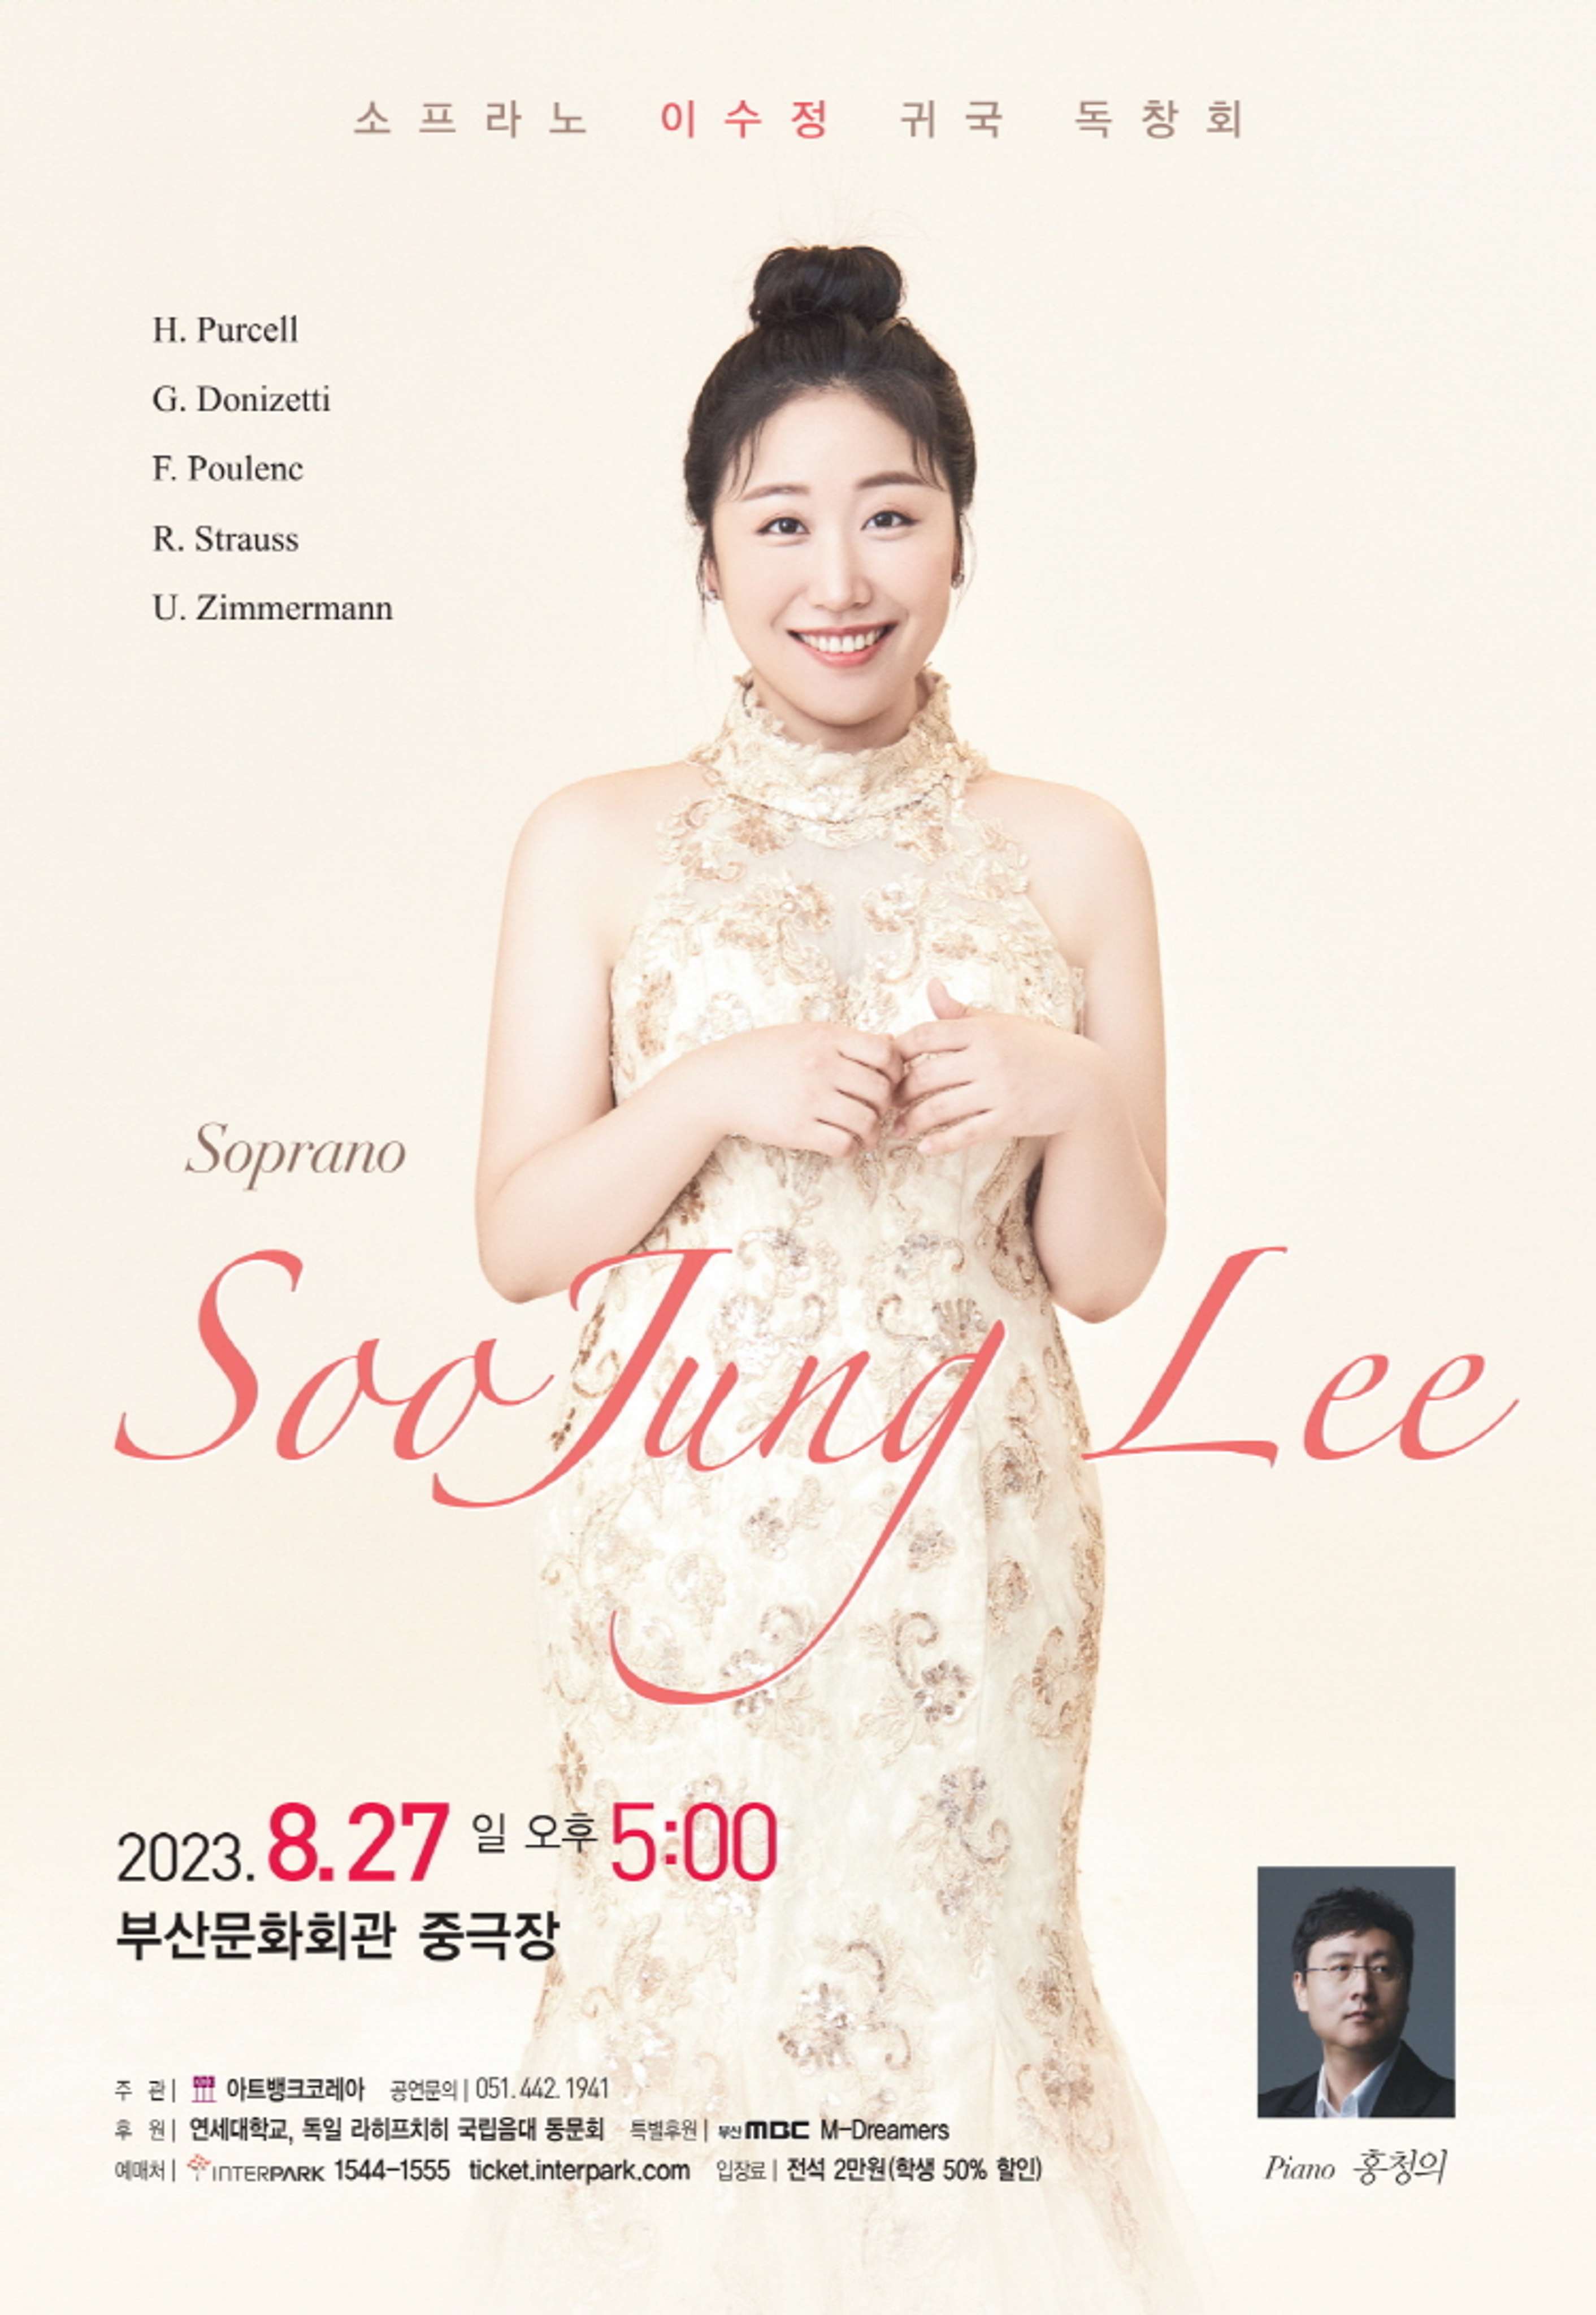 소프라노 이수정 귀국 독창회
H. Purcell
G. Donizetti
F. Poulenc
R. Strauss
U. Zimmermann
Soprano
SooJung Lee
2023. 8.27 일 오후 5:00
부산문화회관 중극장
주 관 | 아트뱅크코레아 공연문의 | 051. 442. 1941
후 원 | 연세대학교, 독일 라히프치히 국립음대 동문회 특별후원 | 부산MBC M-Dreamers
예매처 | INTERPARK 1544-1555 ticket.interpark.com 입장료 | 전석 2만원(학생 50% 할인)
Piano 홍청의